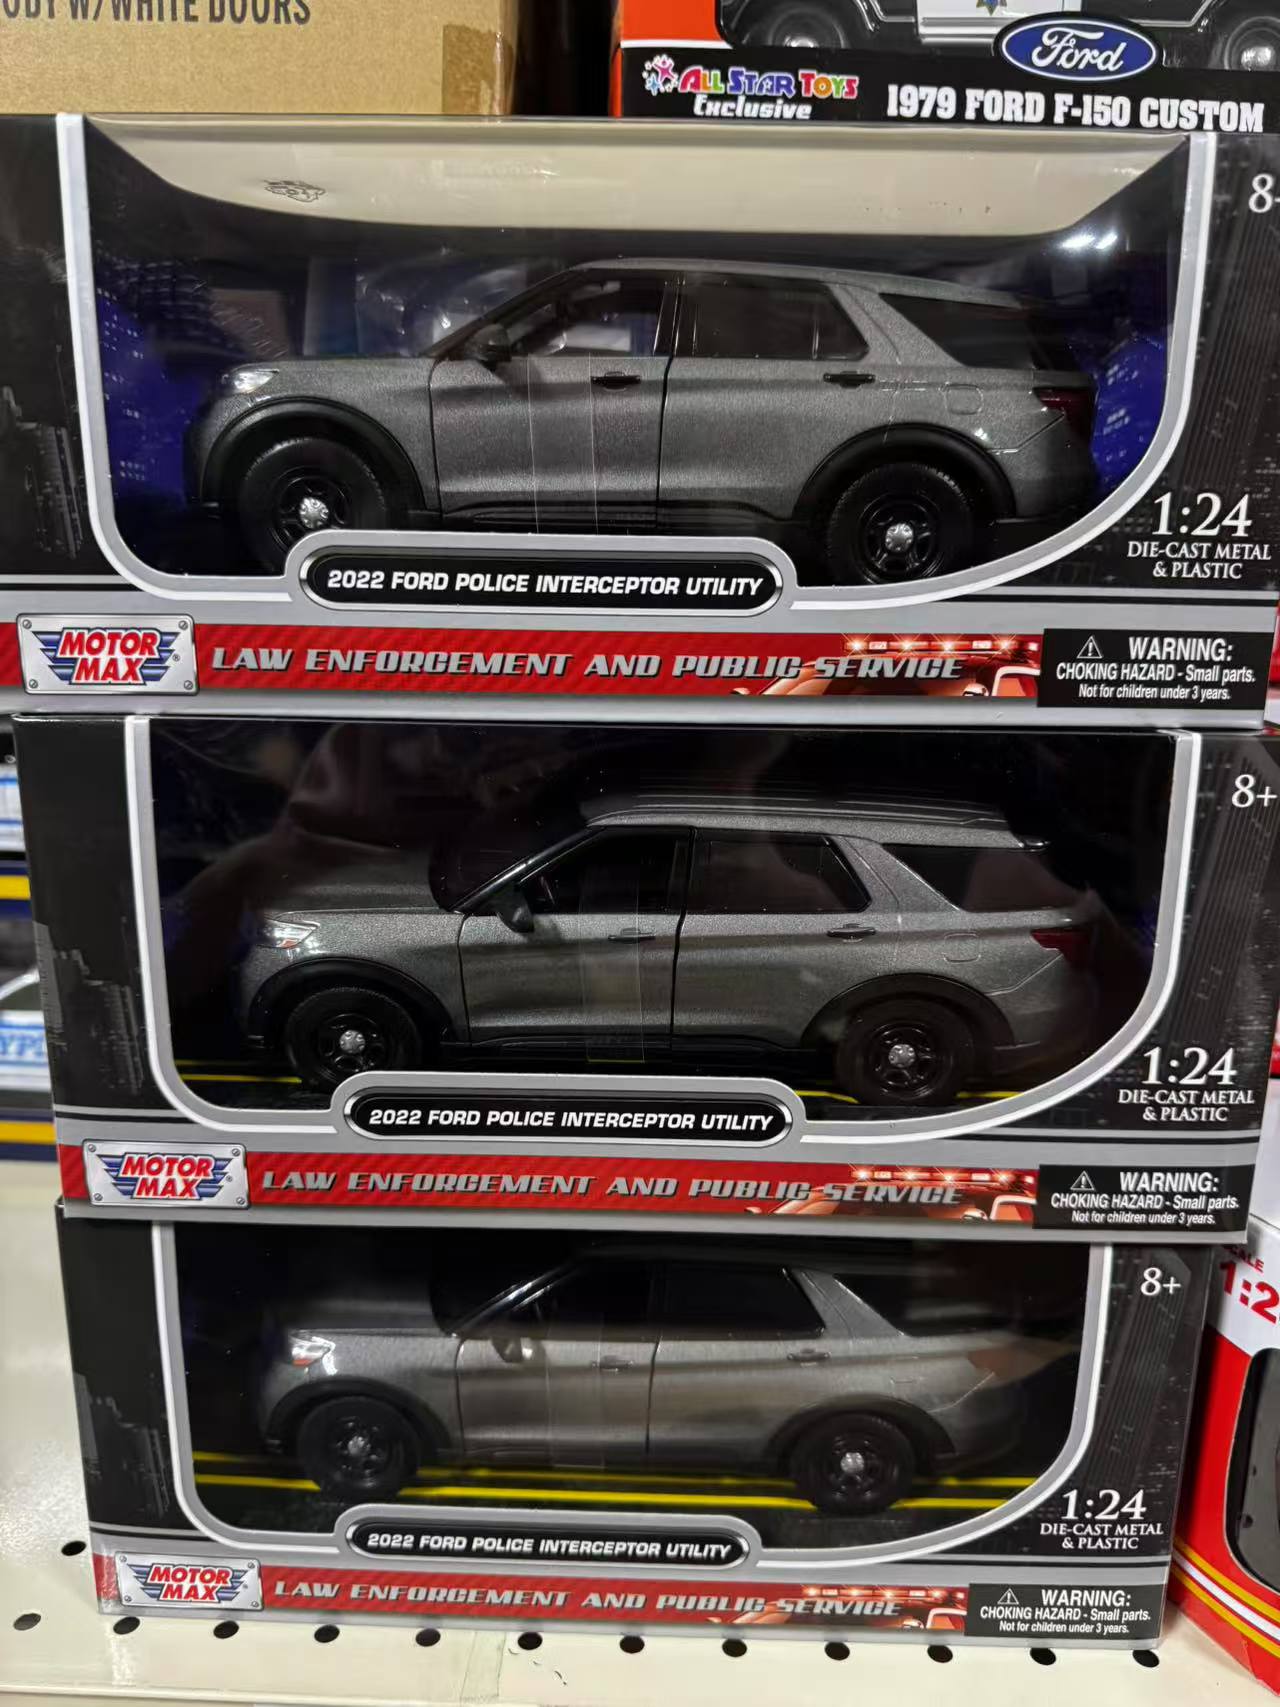 W/WHITE DOORS
ALL STAR TOYS
Exclusive
Ford
1979 FORD F-150 CUSTOM
8-
1:24
DIE-CAST METAL
& PLASTIC
2022 FORD POLICE INTERCEPTOR UTILITY
MOTOR
MAX
LAW ENFORCEMENT AND PUBLIC SERVICE
WARNING:
CHOKING HAZARD - Small parts.
Not for children under 3 years.
8+
1:24
DIE-CAST METAL
& PLASTIC
2022 FORD POLICE INTERCEPTOR UTILITY
MOTOR
MAX
LAW ENFORCEMENT AND PUBLIC SERVICE
WARNING:
CHOKING HAZARD - Small parts.
Not for children under 3 years.
8+
1:2
1:24
DIE-CAST METAL
& PLASTIC
2022 FORD POLICE INTERCEPTOR UTILITY
MOTOR
MAX
LAW ENFORCEMENT AND PUBLIC SERVICE
WARNING:
CHOKING HAZARD - Small parts.
Not for children under 3 years.